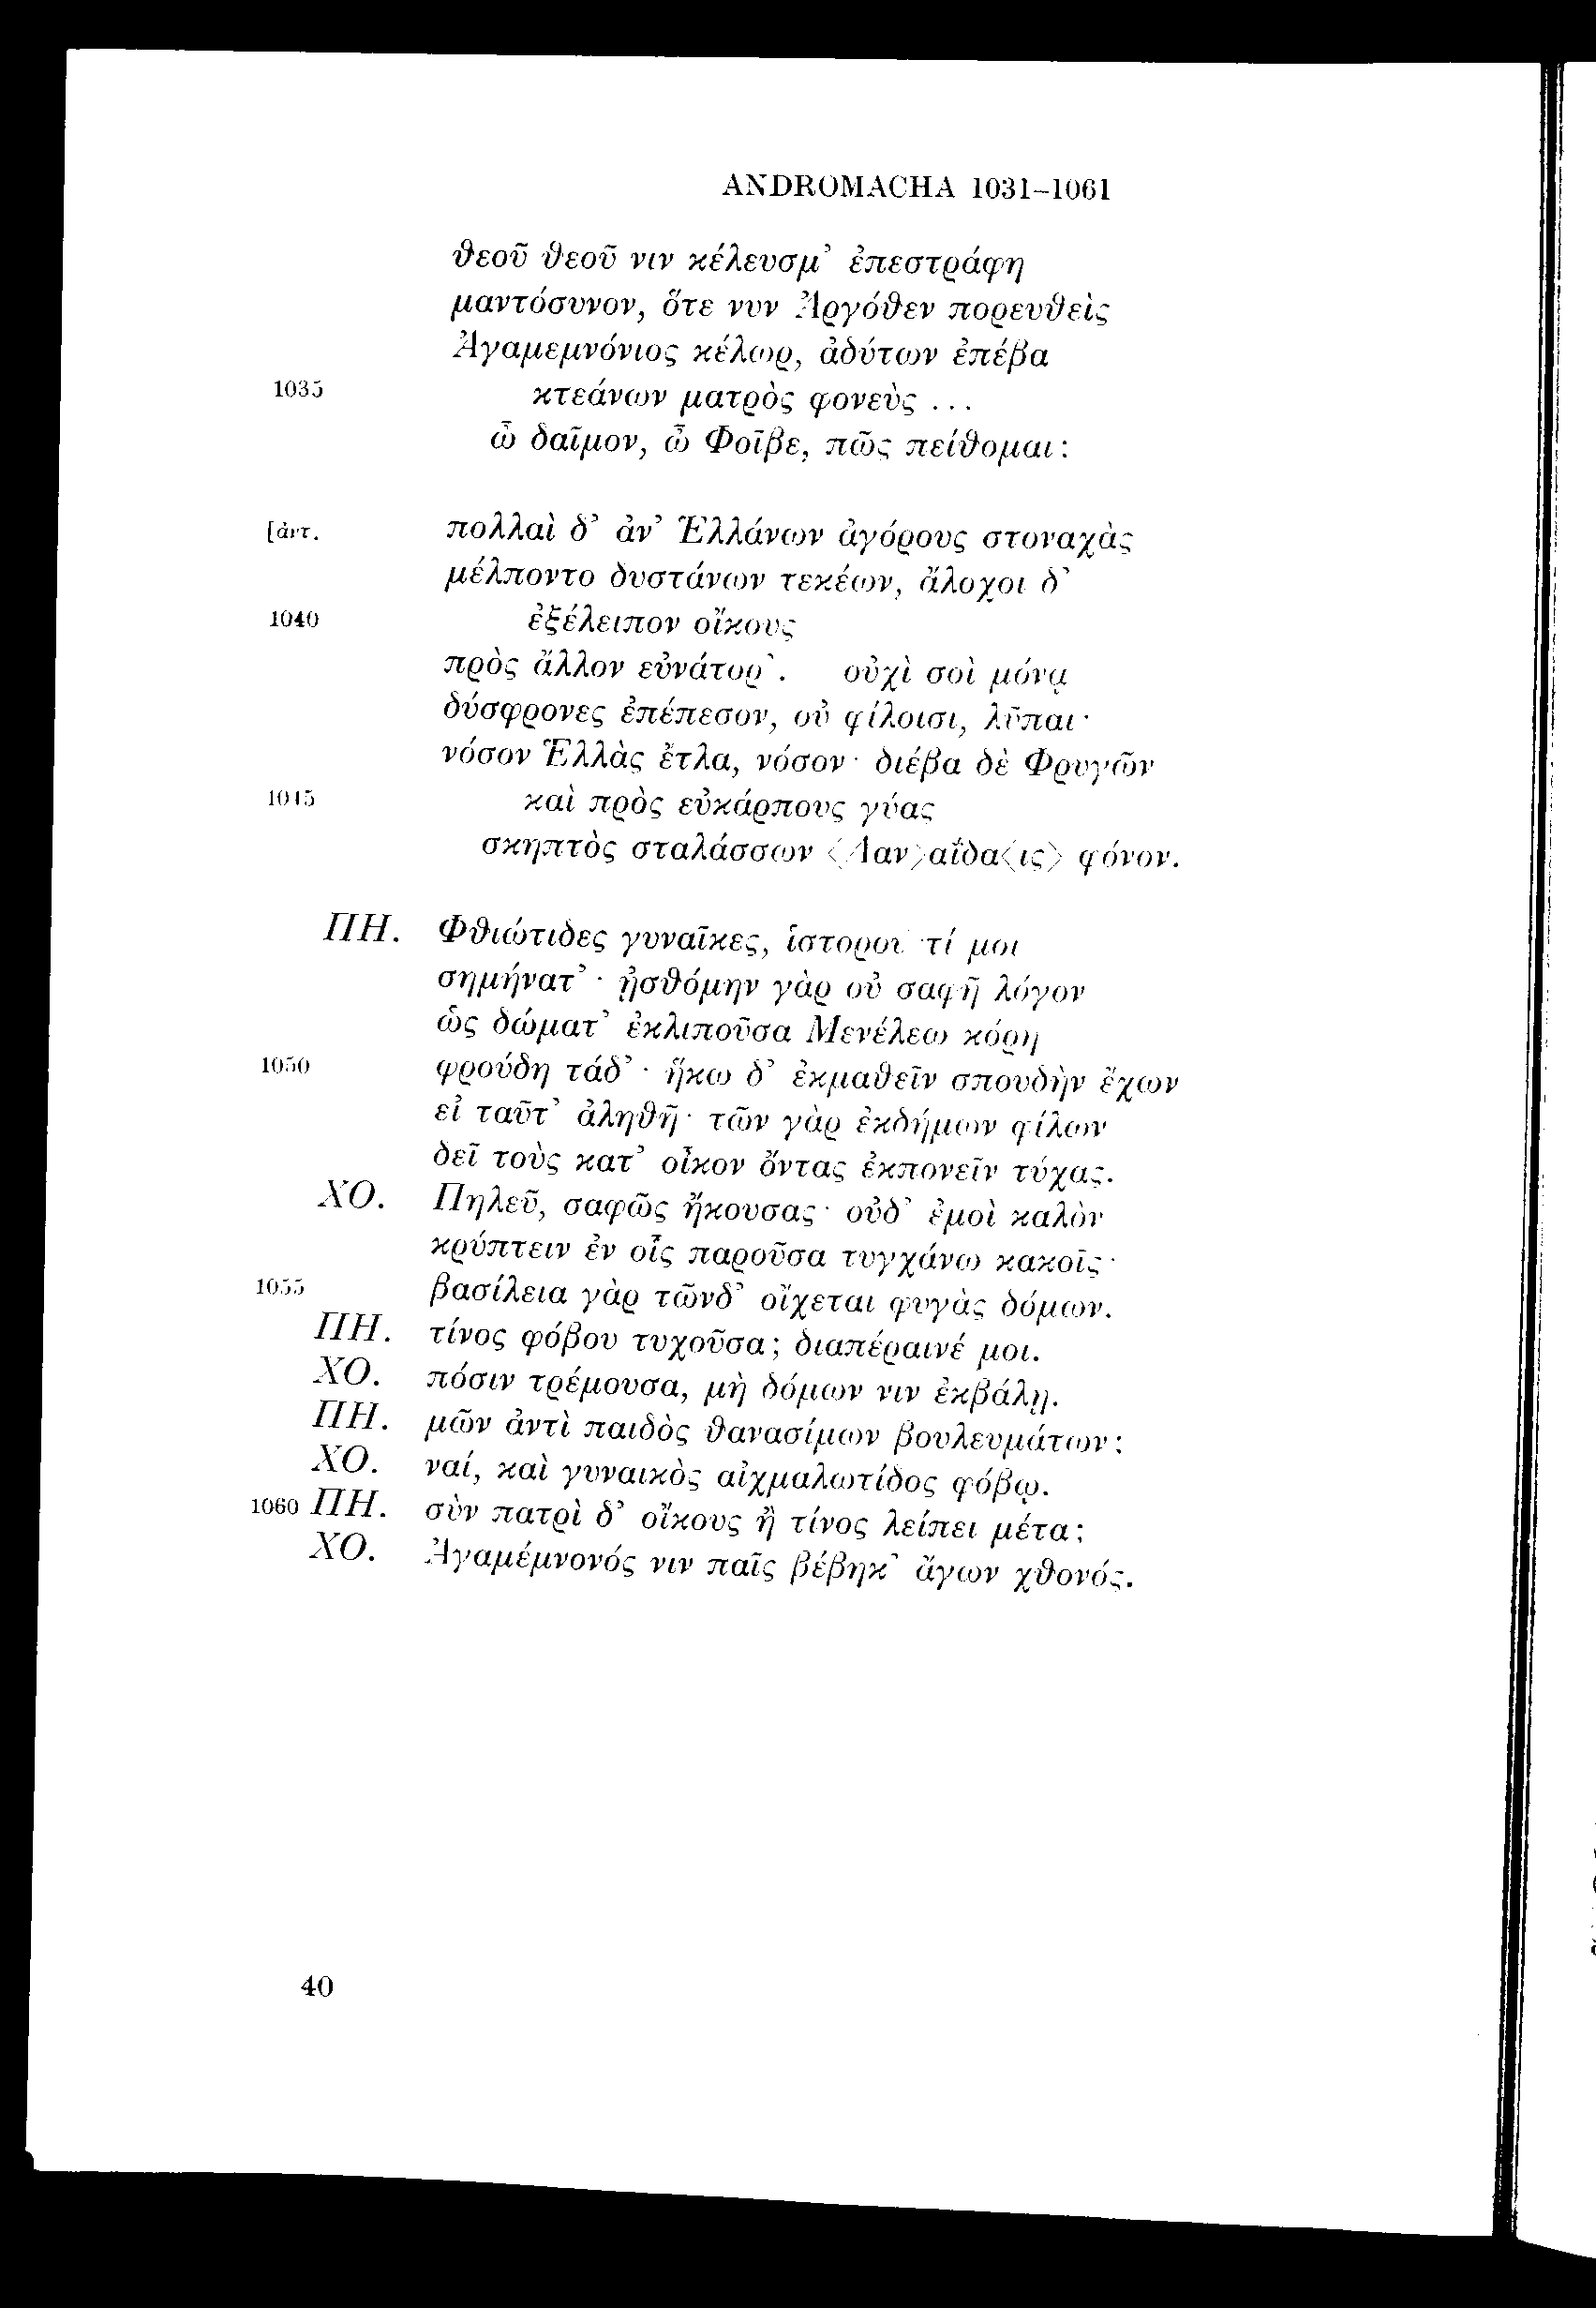 ANDROMACHA 1031–1061
θεοῦ θεοῦ νιν κέλευσμ’ ἐπεστράφη
μαντόσυνον, ὅτε νυν Ἀργόθεν πορευθεὶς
Ἀγαμεμνόνιος κέλωρ, ἀδύτων ἐπέβα
1035 κτεάνων ματρὸς φονεὺς ...
ὦ δαῖμον, ὦ Φοῖβε, πῶς πείθομαι;
[ἀντ. πολλαὶ δ’ ἀν’ Ἑλλάνων ἀγόρους στοναχὰς
μέλποντο δυστάνων τεκέων, ἄλοχοι δ’
1040 ἐξέλειπον οἴκους
πρὸς ἄλλον εὐνάτορ’. οὐχὶ σοὶ μόνᾳ
δύσφρονες ἐπέπεσον, οὐ φίλοισι, λῦπαι·
νόσον Ἑλλὰς ἔτλα, νόσον· διέβα δὲ Φρυγῶν
1045 καὶ πρὸς εὐκάρπους γύας
σκηπτὸς σταλάσσων ⟨Δαν⟩αΐδα⟨ις⟩ φόνον.
ΠΗ. Φθιώτιδες γυναῖκες, ἱστοροῦντί μοι
σημήνατ’· ᾐσθόμην γὰρ οὐ σαφῆ λόγον
ὡς δώματ’ ἐκλιποῦσα Μενέλεω κόρη
1050 φρούδη τάδ’· ἥκω δ’ ἐκμαθεῖν σπουδὴν ἔχων
εἰ ταῦτ’ ἀληθῆ· τῶν γὰρ ἐκδήμων φίλων
δεῖ τοὺς κατ’ οἶκον ὄντας ἐκπονεῖν τύχας.
ΧΟ. Πηλεῦ, σαφῶς ἤκουσας· οὐδ’ ἐμοὶ καλὸν
κρύπτειν ἐν οἷς παροῦσα τυγχάνω κακοῖς·
1055 βασίλεια γὰρ τῶνδ’ οἴχεται φυγὰς δόμων.
ΠΗ. τίνος φόβου τυχοῦσα; διαπέραινέ μοι.
ΧΟ. πόσιν τρέμουσα, μὴ δόμων νιν ἐκβάλῃ.
ΠΗ. μῶν ἀντὶ παιδὸς θανασίμων βουλευμάτων;
ΧΟ. ναί, καὶ γυναικὸς αἰχμαλωτίδος φόβῳ.
1060 ΠΗ. σὺν πατρὶ δ’ οἴκους ἢ τίνος λείπει μέτα;
ΧΟ. Ἀγαμέμνονός νιν παῖς βέβηκ’ ἄγων χθονός.
40